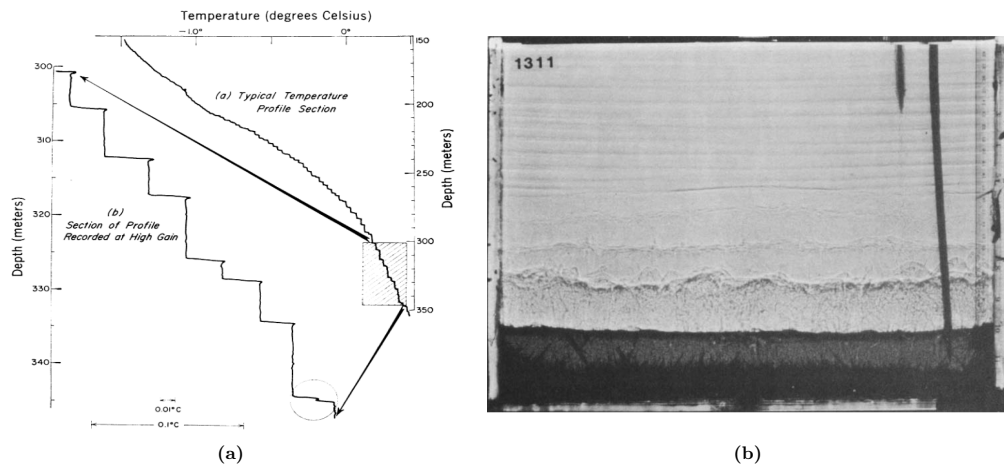 Temperature (degrees Celsius)
-1.0°
0°
150
200
250
300
350
Depth (meters)
(a) Typical Temperature
Profile Section
300
310
320
330
340
Depth (meters)
(b)
Section of Profile
Recorded at High Gain
0.01°C
0.1°C
(a)
1311
(b)